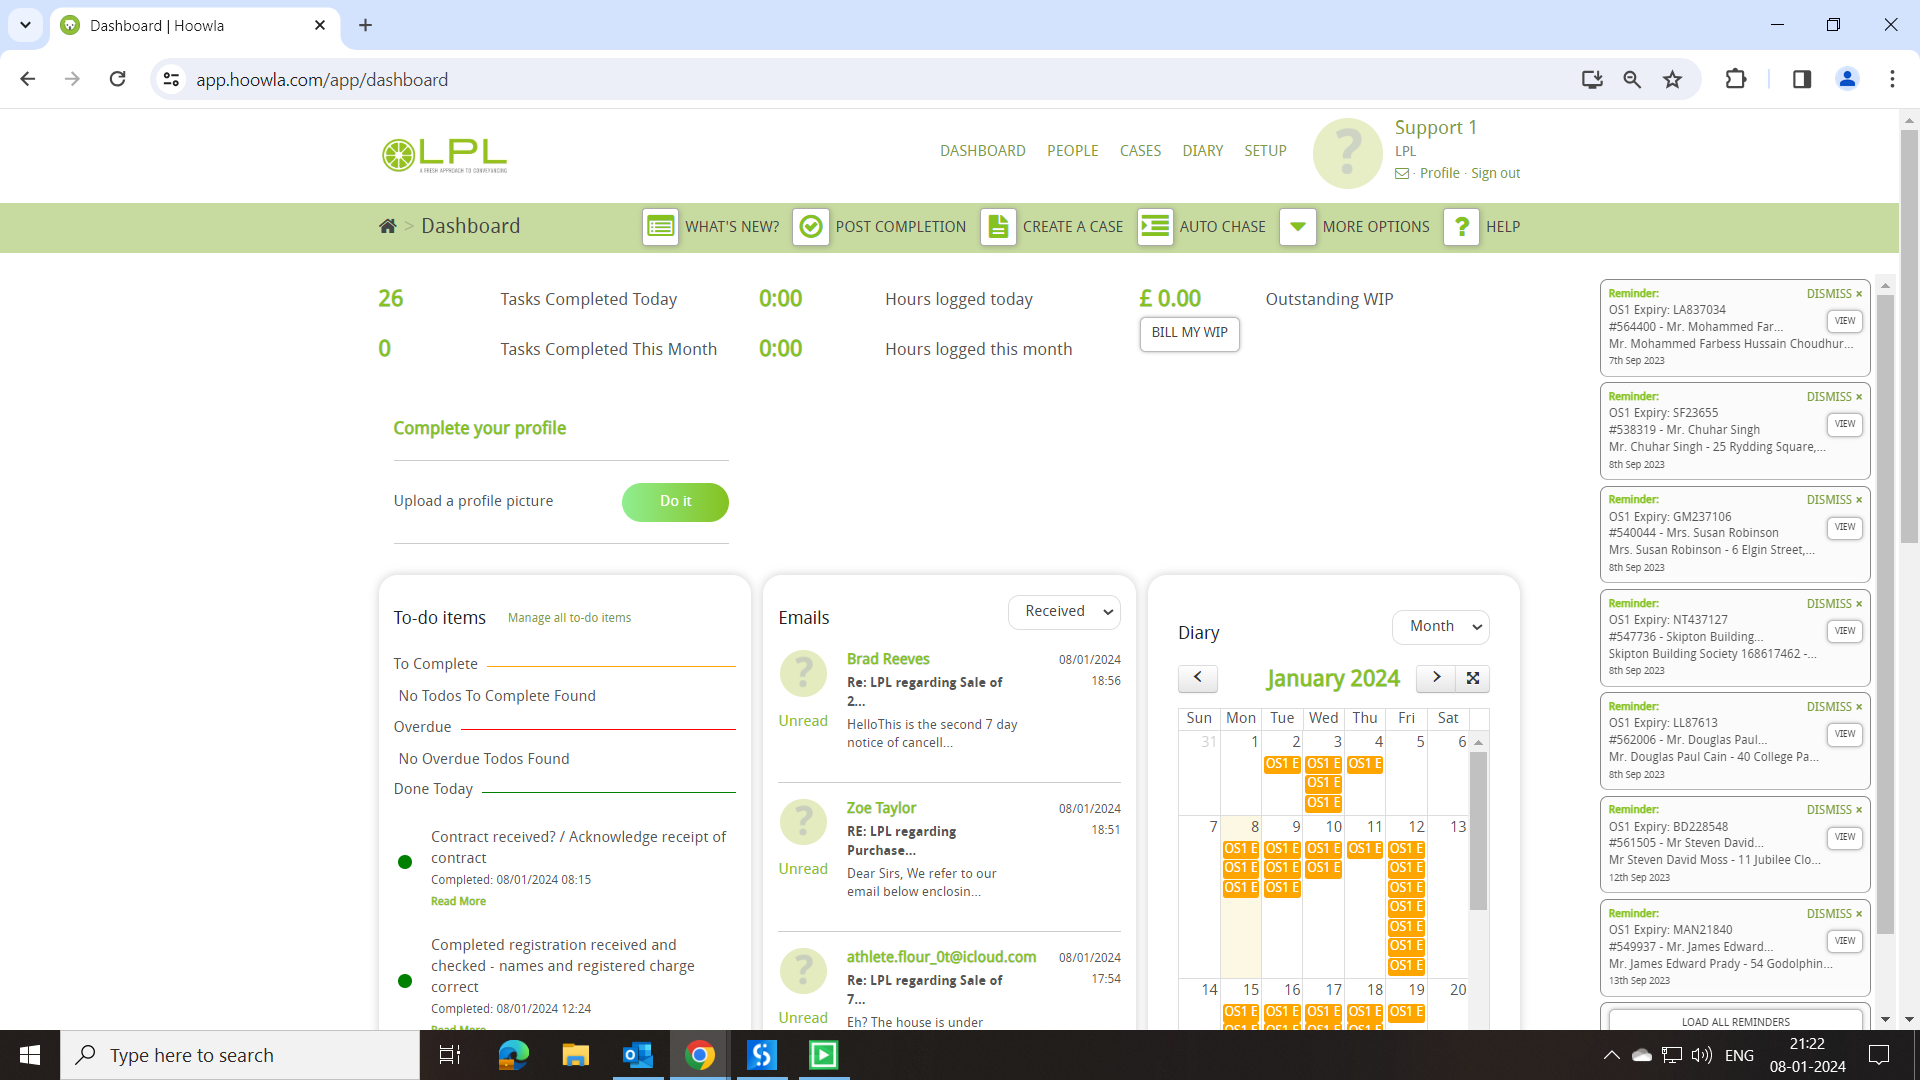 Dashboard | Hoowla
app.hoowla.com/app/dashboard
LPL
A FRESH APPROACH TO CONVEYANCING
DASHBOARD PEOPLE CASES DIARY SETUP
Support 1
LPL
· Profile · Sign out
> Dashboard
WHAT'S NEW? POST COMPLETION CREATE A CASE AUTO CHASE MORE OPTIONS ? HELP
26 Tasks Completed Today 0:00 Hours logged today £ 0.00 Outstanding WIP
BILL MY WIP
0 Tasks Completed This Month 0:00 Hours logged this month
Complete your profile
Upload a profile picture Do it
To-do items Manage all to-do items
To Complete
No Todos To Complete Found
Overdue
No Overdue Todos Found
Done Today
Contract received? / Acknowledge receipt of
contract
Completed: 08/01/2024 08:15
Read More
Completed registration received and
checked - names and registered charge
correct
Completed: 08/01/2024 12:24
Read More
Emails Received
Brad Reeves 08/01/2024
Re: LPL regarding Sale of 18:56
2...
Unread
HelloThis is the second 7 day
notice of cancell...
Zoe Taylor 08/01/2024
RE: LPL regarding 18:51
Purchase...
Unread
Dear Sirs, We refer to our
email below enclosin...
athlete.flour_0t@icloud.com 08/01/2024
Re: LPL regarding Sale of 17:54
7...
Unread
Eh? The house is under
Diary Month
January 2024
Sun Mon Tue Wed Thu Fri Sat
31 1 2 3 4 5 6
OS1 E OS1 E OS1 E
OS1 E
OS1 E
7 8 9 10 11 12 13
OS1 E OS1 E OS1 E OS1 E OS1 E
OS1 E OS1 E OS1 E OS1 E
OS1 E OS1 E OS1 E
OS1 E
OS1 E
OS1 E
OS1 E
14 15 16 17 18 19 20
OS1 E OS1 E OS1 E OS1 E OS1 E
OS1 E OS1 E OS1 E OS1 E
Reminder: DISMISS ×
OS1 Expiry: LA837034
#564400 - Mr. Mohammed Far...
VIEW
Mr. Mohammed Farbess Hussain Choudhur...
7th Sep 2023
Reminder: DISMISS ×
OS1 Expiry: SF23655
#538319 - Mr. Chuhar Singh
VIEW
Mr. Chuhar Singh - 25 Rydding Square,...
8th Sep 2023
Reminder: DISMISS ×
OS1 Expiry: GM237106
#540044 - Mrs. Susan Robinson
VIEW
Mrs. Susan Robinson - 6 Elgin Street,...
8th Sep 2023
Reminder: DISMISS ×
OS1 Expiry: NT437127
#547736 - Skipton Building...
VIEW
Skipton Building Society 168617462 -...
8th Sep 2023
Reminder: DISMISS ×
OS1 Expiry: LL87613
#562006 - Mr. Douglas Paul...
VIEW
Mr. Douglas Paul Cain - 40 College Pa...
8th Sep 2023
Reminder: DISMISS ×
OS1 Expiry: BD228548
#561505 - Mr Steven David...
VIEW
Mr Steven David Moss - 11 Jubilee Clo...
12th Sep 2023
Reminder: DISMISS ×
OS1 Expiry: MAN21840
#549937 - Mr. James Edward...
VIEW
Mr. James Edward Prady - 54 Godolphin...
13th Sep 2023
LOAD ALL REMINDERS
Type here to search
ENG
21:22
08-01-2024